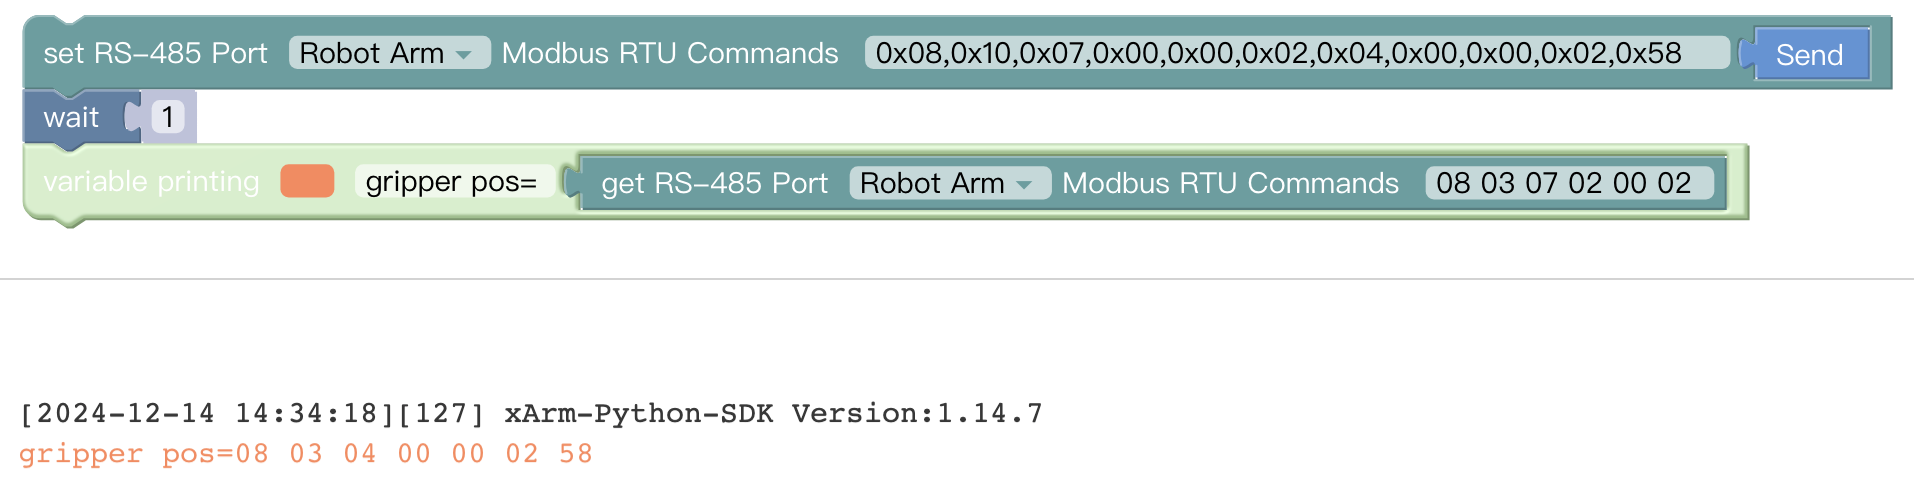 set RS-485 Port Robot Arm Modbus RTU Commands 0x08,0x10,0x07,0x00,0x00,0x02,0x04,0x00,0x00,0x02,0x58 Send
wait 1
variable printing gripper pos= get RS-485 Port Robot Arm Modbus RTU Commands 08 03 07 02 00 02
[2024-12-14 14:34:18][127] xArm-Python-SDK Version:1.14.7
gripper pos=08 03 04 00 00 02 58